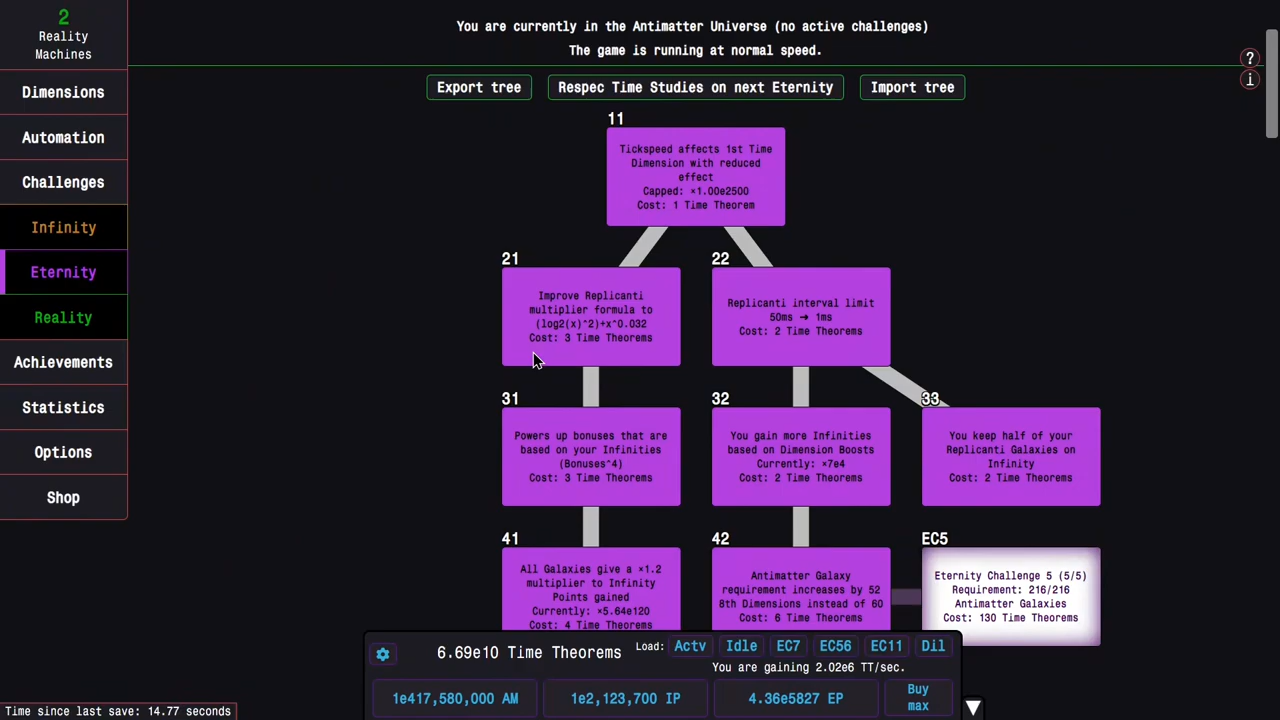 2
Reality
Machines
Dimensions
Automation
Challenges
Infinity
Eternity
Reality
Achievements
Statistics
Options
Shop
You are currently in the Antimatter Universe (no active challenges)
The game is running at normal speed.
?
i
Export tree
Respec Time Studies on next Eternity
Import tree
11
Tickspeed affects 1st Time
Dimension with reduced
effect
Capped: ×1.00e2500
Cost: 1 Time Theorem
21
Improve Replicanti
multiplier formula to
(log2(x)^2)+x^0.032
Cost: 3 Time Theorems
22
Replicanti interval limit
50ms → 1ms
Cost: 2 Time Theorems
31
Powers up bonuses that are
based on your Infinities
(Bonuses^4)
Cost: 3 Time Theorems
32
You gain more Infinities
based on Dimension Boosts
Currently: ×7e4
Cost: 2 Time Theorems
33
You keep half of your
Replicanti Galaxies on
Infinity
Cost: 2 Time Theorems
41
All Galaxies give a ×1.2
multiplier to Infinity
Points gained
Currently: ×5.64e120
Cost: 4 Time Theorems
42
Antimatter Galaxy
requirement increases by 52
8th Dimensions instead of 60
Cost: 6 Time Theorems
EC5
Eternity Challenge 5 (5/5)
Requirement: 216/216
Antimatter Galaxies
Cost: 130 Time Theorems
6.69e10 Time Theorems
Load: Actv Idle EC7 EC56 EC11 Dil
You are gaining 2.02e6 TT/sec.
1e417,580,000 AM
1e2,123,700 IP
4.36e5827 EP
Buy
max
Time since last save: 14.77 seconds